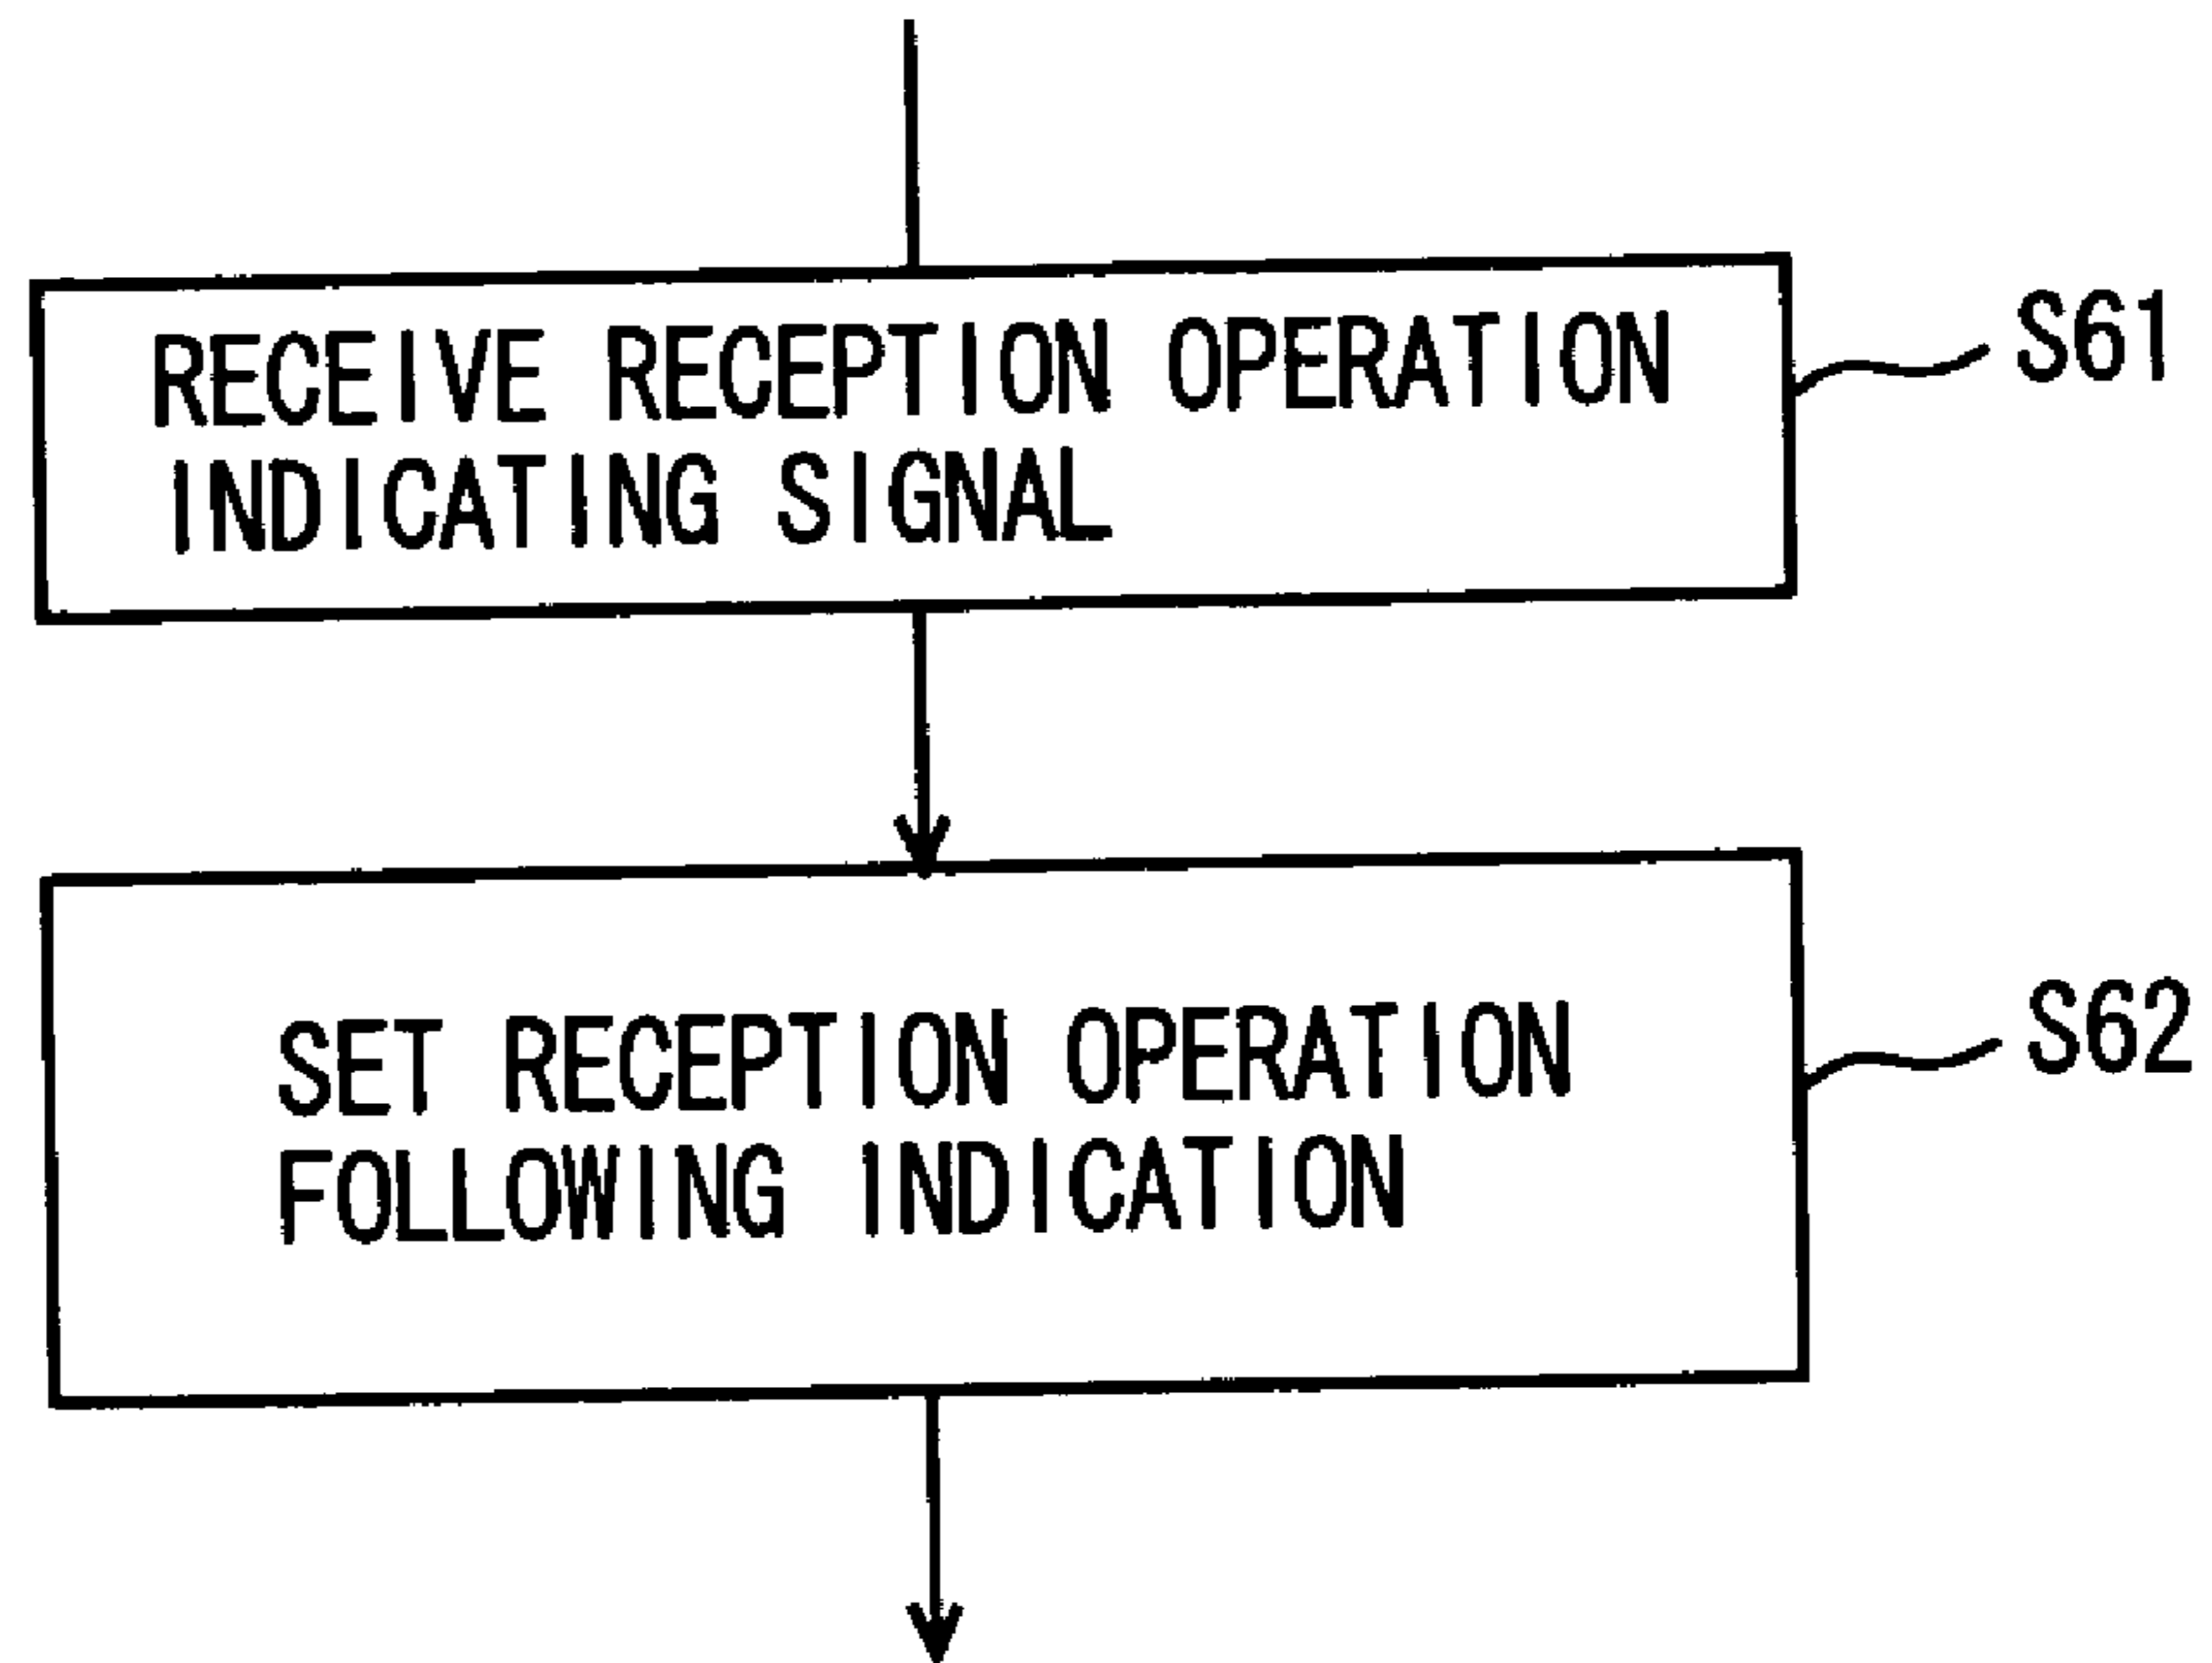 RECEIVE RECEPTION OPERATION
INDICATING SIGNAL
S61
SET RECEPTION OPERATION
FOLLOWING INDICATION
S62